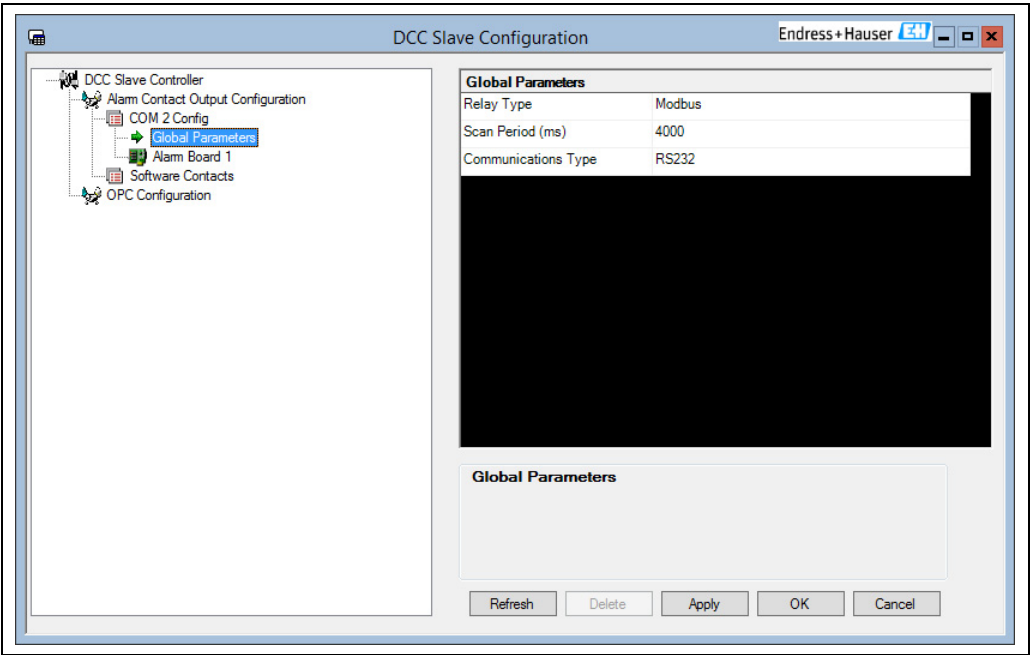 DCC Slave Configuration
Endress+Hauser EH
DCC Slave Controller
Alarm Contact Output Configuration
COM 2 Config
Global Parameters
Alarm Board 1
Software Contacts
OPC Configuration
Global Parameters
Relay Type Modbus
Scan Period (ms) 4000
Communications Type RS232
Global Parameters
Refresh Delete Apply OK Cancel